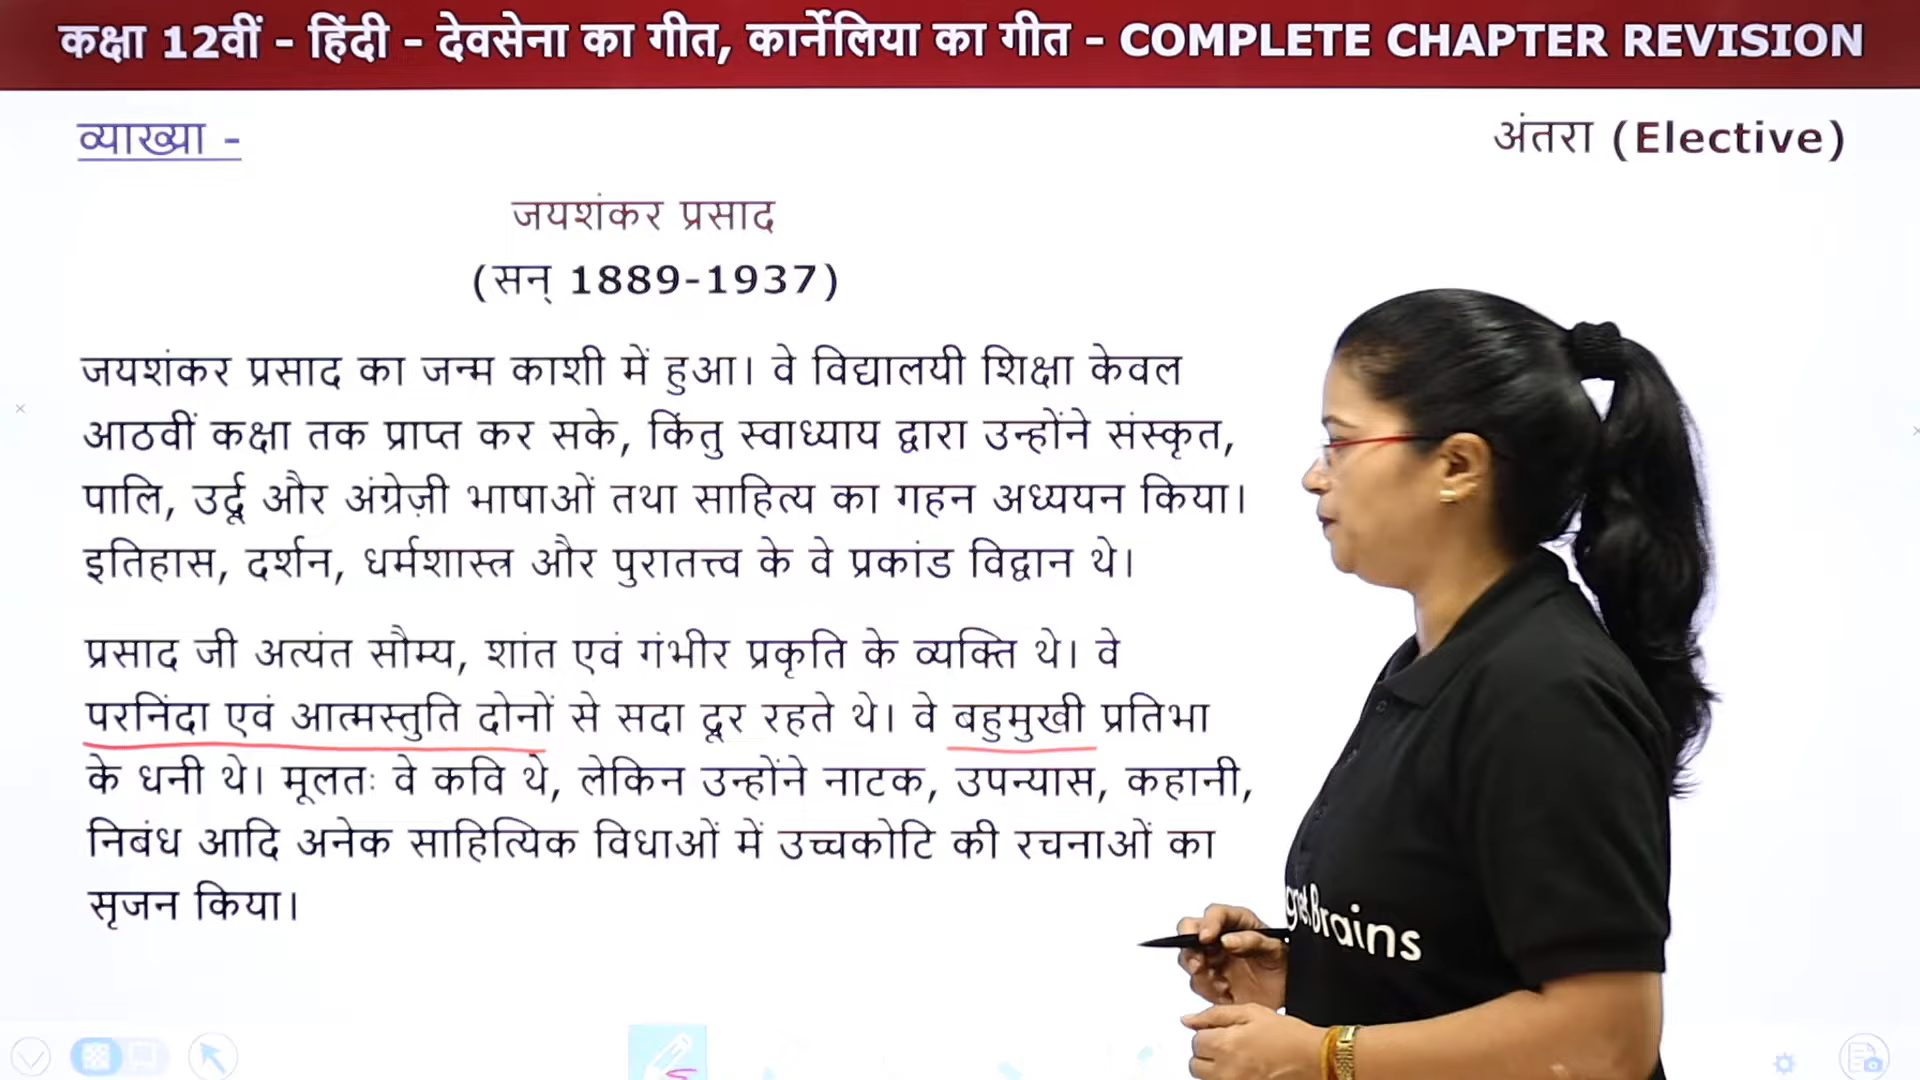 कक्षा 12वीं - हिंदी - देवसेना का गीत, कार्नेलिया का गीत - COMPLETE CHAPTER REVISION
व्याख्या -
अंतरा (Elective)
जयशंकर प्रसाद
(सन् 1889-1937)
जयशंकर प्रसाद का जन्म काशी में हुआ। वे विद्यालयी शिक्षा केवल
आठवीं कक्षा तक प्राप्त कर सके, किंतु स्वाध्याय द्वारा उन्होंने संस्कृत,
पालि, उर्दू और अंग्रेज़ी भाषाओं तथा साहित्य का गहन अध्ययन किया।
इतिहास, दर्शन, धर्मशास्त्र और पुरातत्त्व के वे प्रकांड विद्वान थे।
प्रसाद जी अत्यंत सौम्य, शांत एवं गंभीर प्रकृति के व्यक्ति थे। वे
परनिंदा एवं आत्मस्तुति दोनों से सदा दूर रहते थे। वे बहुमुखी प्रतिभा
के धनी थे। मूलतः वे कवि थे, लेकिन उन्होंने नाटक, उपन्यास, कहानी,
निबंध आदि अनेक साहित्यिक विधाओं में उच्चकोटि की रचनाओं का
सृजन किया।
Brains